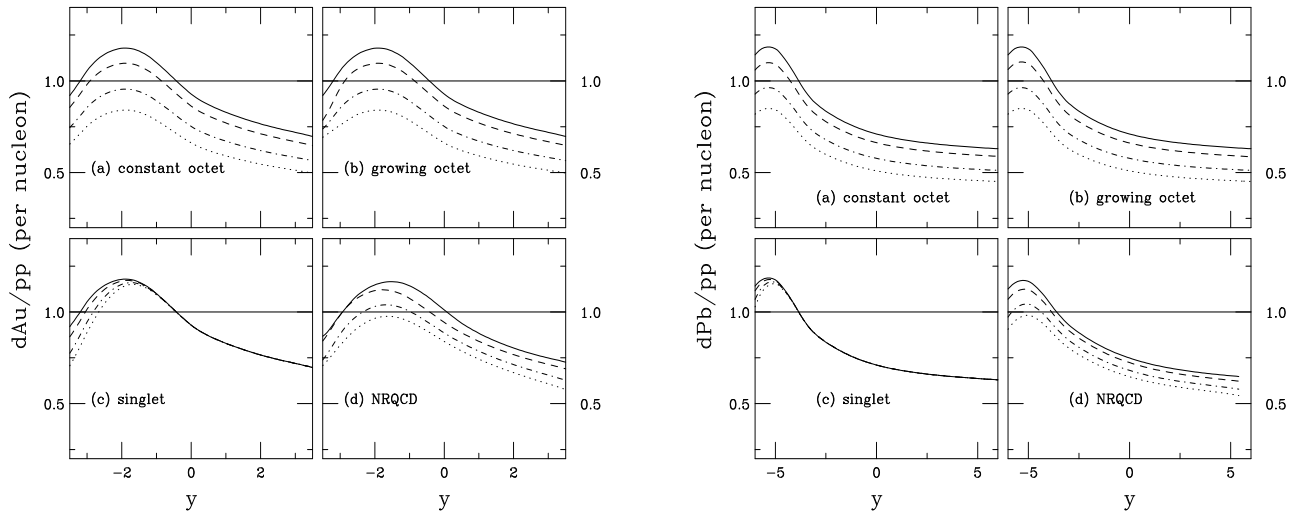 dAu/pp (per nucleon)
1.0
0.5
(a) constant octet
(b) growing octet
1.0
0.5
1.0
0.5
(c) singlet
(d) NRQCD
1.0
0.5
−2
0
2
−2
0
2
y
y
dPb/pp (per nucleon)
1.0
0.5
(a) constant octet
(b) growing octet
1.0
0.5
1.0
0.5
(c) singlet
(d) NRQCD
1.0
0.5
−5
0
5
−5
0
5
y
y